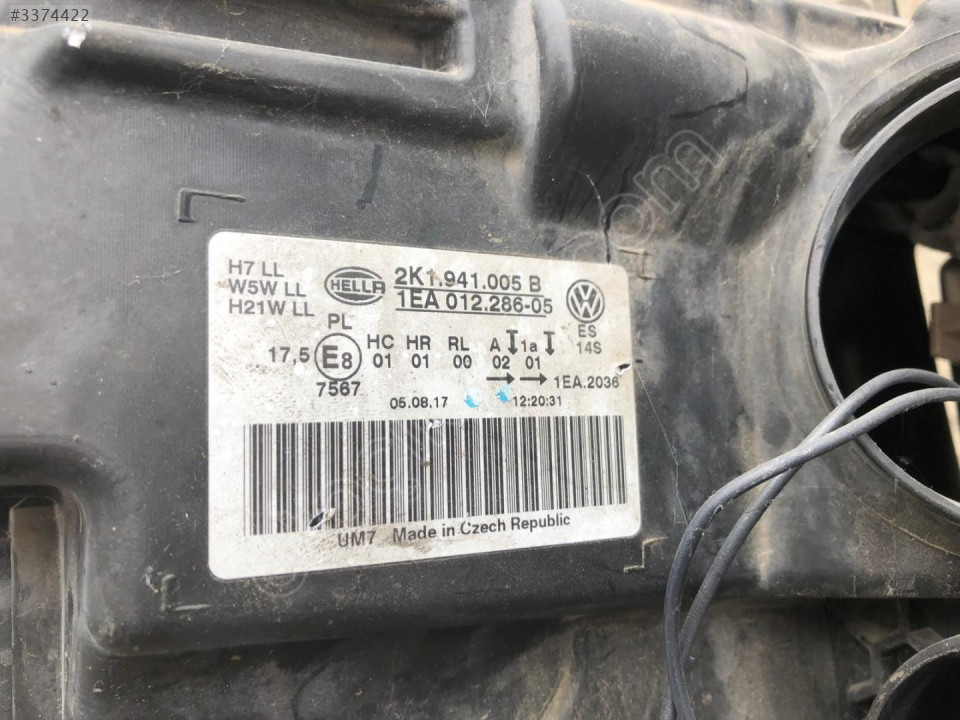 #3374422
H7 LL
W5W LL
H21W LL
HELLA
2K1.941.005 B
1EA 012.286-05
VW
PL
ES
14S
HC HR RL A 1a
17,5 E8 01 01 00 02 01
→ → 1EA.2036
7567
05.08.17 12:20:31
UM7 Made in Czech Republic
.com